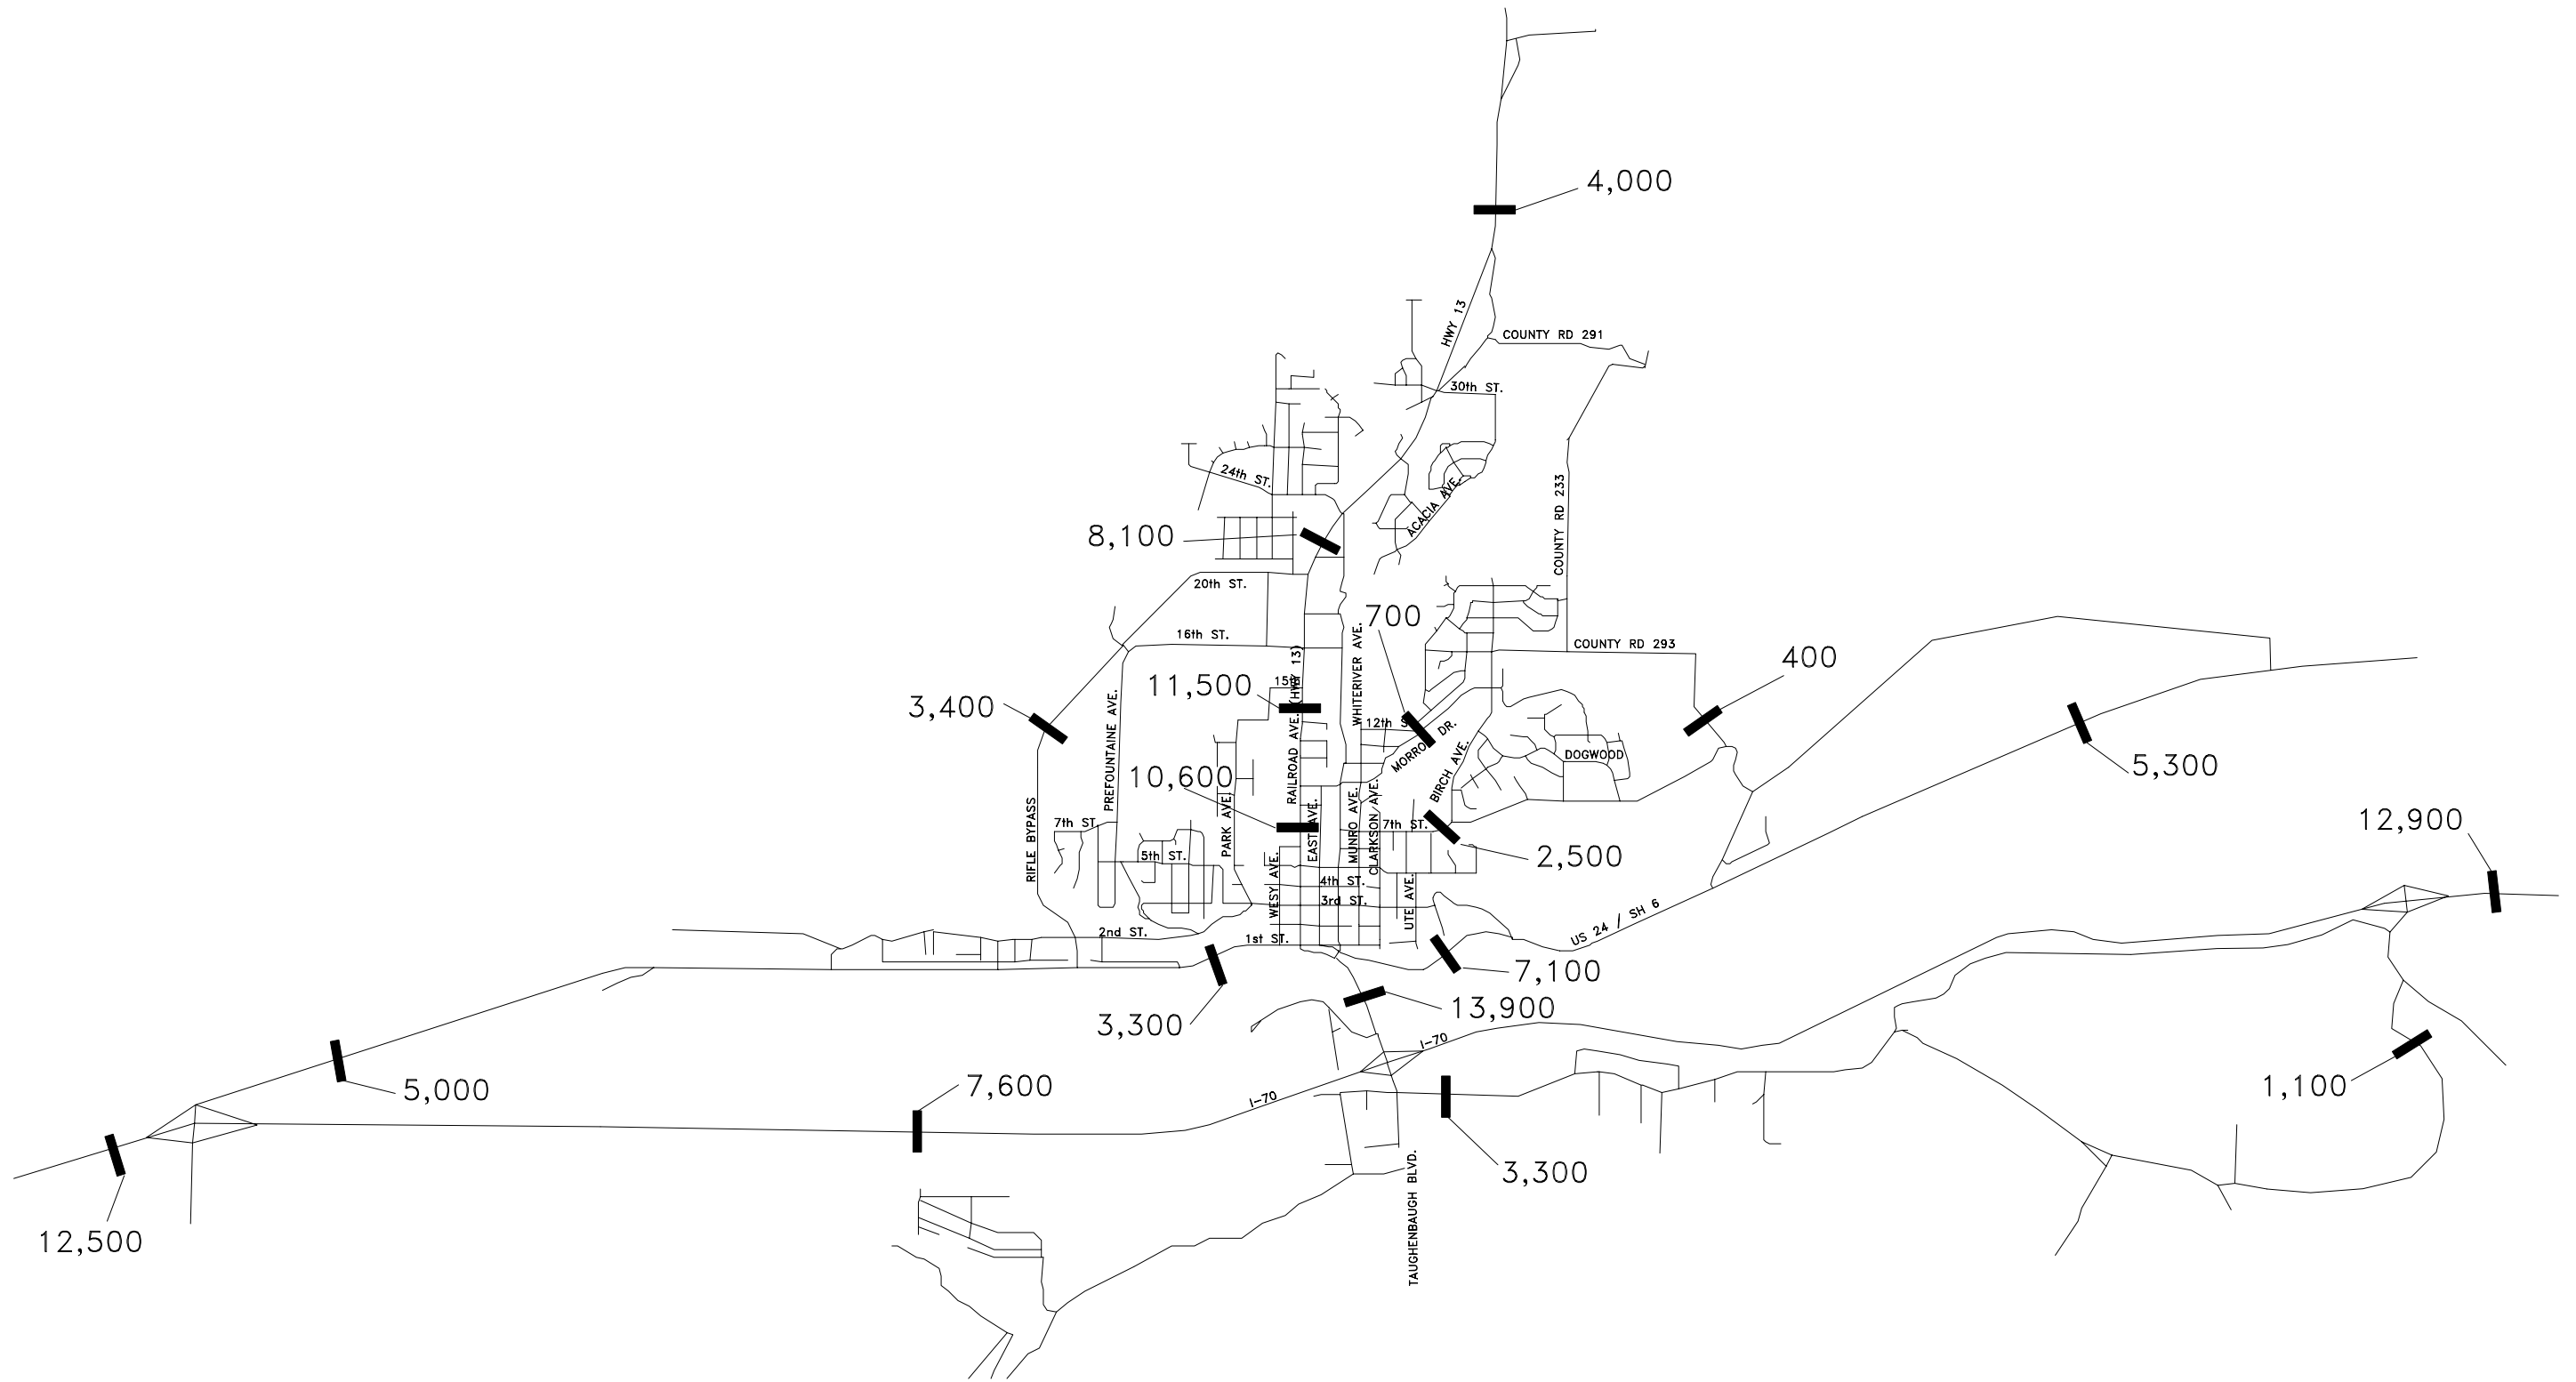 4,000
HWY 13
COUNTY RD 291
30th ST.
24th ST.
ACACIA AVE.
COUNTY RD 233
8,100
20th ST.
700
16th ST.
COUNTY RD 293
400
WHITERIVER AVE.
15th
11,500
RAILROAD AVE. (HWY 13)
3,400
PREFOUNTAINE AVE.
12th S
MORRO DR.
BIRCH AVE.
DOGWOOD
5,300
10,600
RIFLE BYPASS
PARK AVE.
EAST AVE.
MUNRO AVE.
CLARKSON AVE.
7th ST.
7th ST.
12,900
5th ST.
2,500
WESY AVE.
4th ST.
3rd ST.
UTE AVE.
US 24 / SH 6
2nd ST.
1st ST.
7,100
3,300
13,900
I-70
5,000
7,600
I-70
1,100
3,300
TAUGHENBAUGH BLVD.
12,500